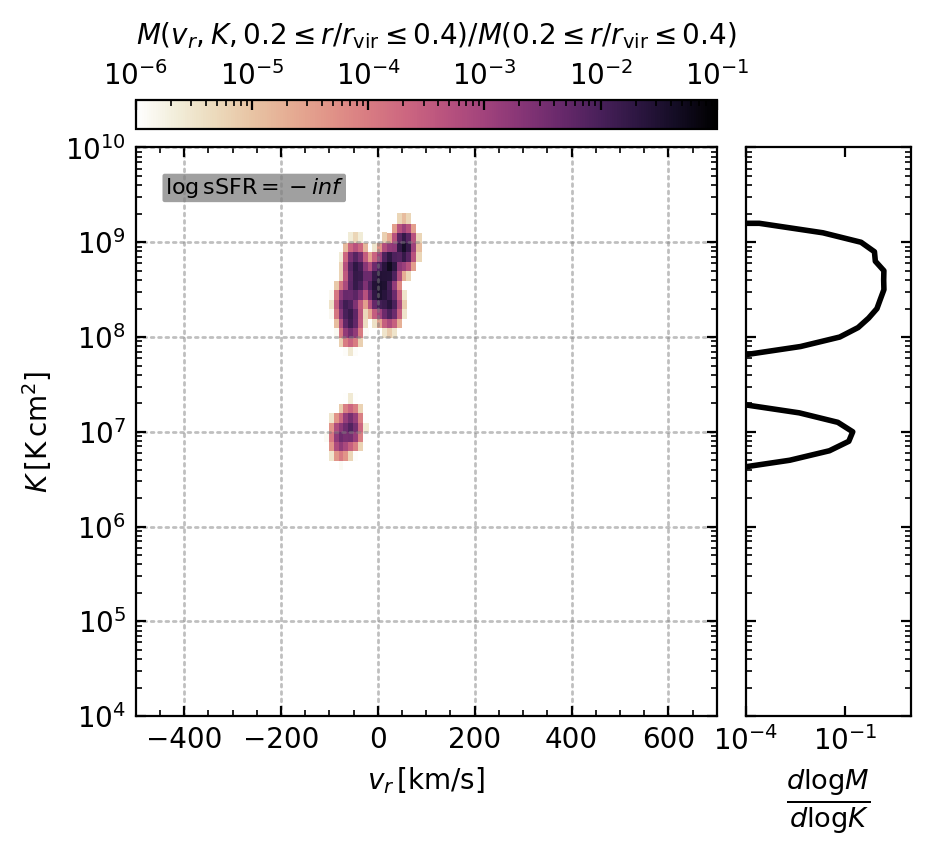 M(v_r, K, 0.2 ≤ r/r_vir ≤ 0.4)/M(0.2 ≤ r/r_vir ≤ 0.4)
10^−6 10^−5 10^−4 10^−3 10^−2 10^−1
10^10
log sSFR = −inf
10^9
10^8
10^7
10^6
10^5
10^4
K [K cm^2]
−400 −200 0 200 400 600
v_r [km/s]
10^−4 10^−1
dlogM
dlogK